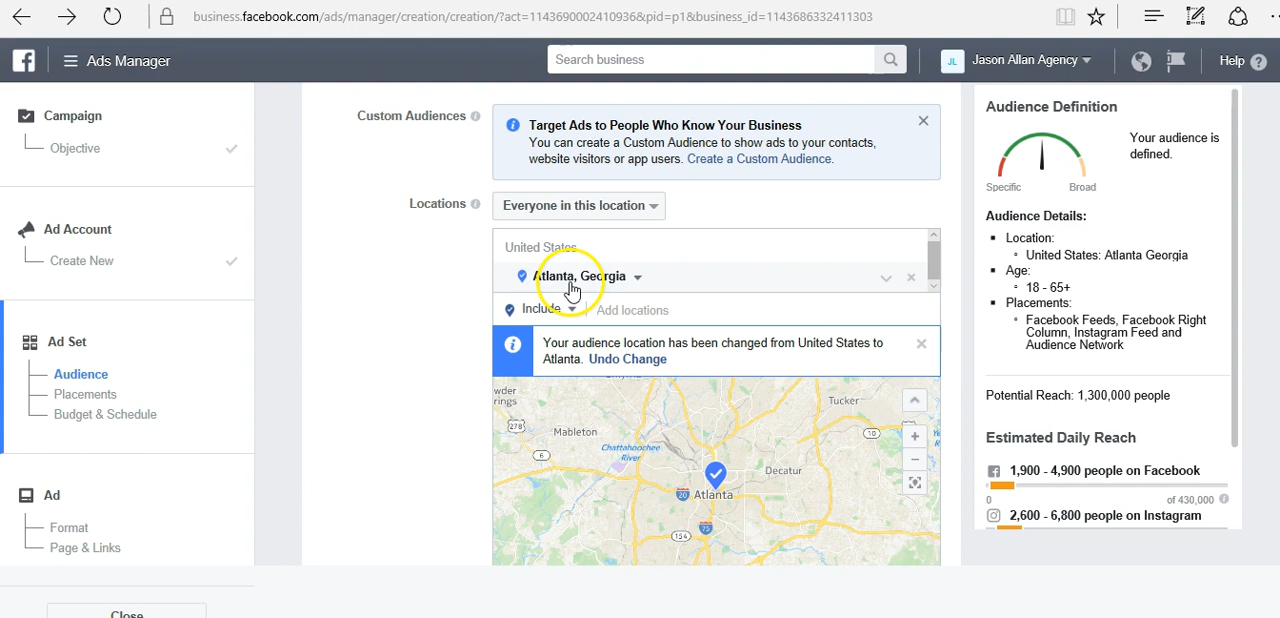 business.facebook.com/ads/manager/creation/creation/?act=1143690002410936&pid=p1&business_id=1143686332411303
Ads Manager
Search business
JL
Jason Allan Agency
Help
Campaign
Objective
Ad Account
Create New
Ad Set
Audience
Placements
Budget & Schedule
Ad
Format
Page & Links
Close
Custom Audiences
Target Ads to People Who Know Your Business
You can create a Custom Audience to show ads to your contacts,
website visitors or app users. Create a Custom Audience.
Locations
Everyone in this location
United States
Atlanta, Georgia
Include
Add locations
Your audience location has been changed from United States to
Atlanta. Undo Change
wder
rings
Tucker
278
Mableton
10
6
Chattahoochee
River
Decatur
20
Atlanta
154
75
Audience Definition
Your audience is
defined.
Specific
Broad
Audience Details:
Location:
United States: Atlanta Georgia
Age:
18 - 65+
Placements:
Facebook Feeds, Facebook Right
Column, Instagram Feed and
Audience Network
Potential Reach: 1,300,000 people
Estimated Daily Reach
1,900 - 4,900 people on Facebook
0
of 430,000
2,600 - 6,800 people on Instagram